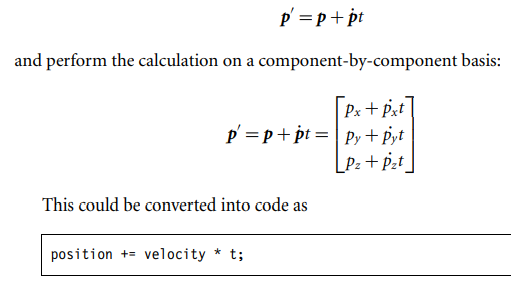 p′ = p + ṗt
and perform the calculation on a component-by-component basis:
p′ = p + ṗt = [pₓ + ṗₓt
p_y + ṗ_yt
p_z + ṗ_zt]
This could be converted into code as
position += velocity * t;